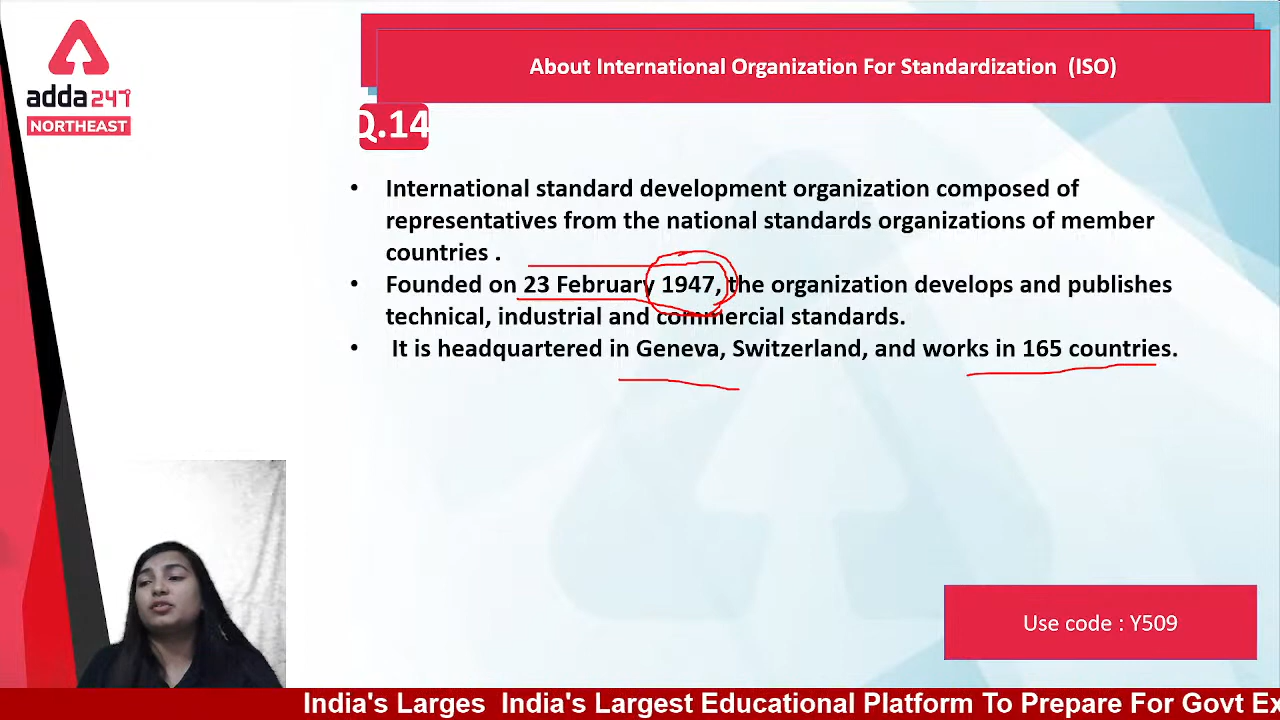 adda247
NORTHEAST
About International Organization For Standardization (ISO)
Q.14
• International standard development organization composed of
representatives from the national standards organizations of member
countries .
• Founded on 23 February 1947, the organization develops and publishes
technical, industrial and commercial standards.
• It is headquartered in Geneva, Switzerland, and works in 165 countries.
Use code : Y509
India's Larges India's Largest Educational Platform To Prepare For Govt Ex